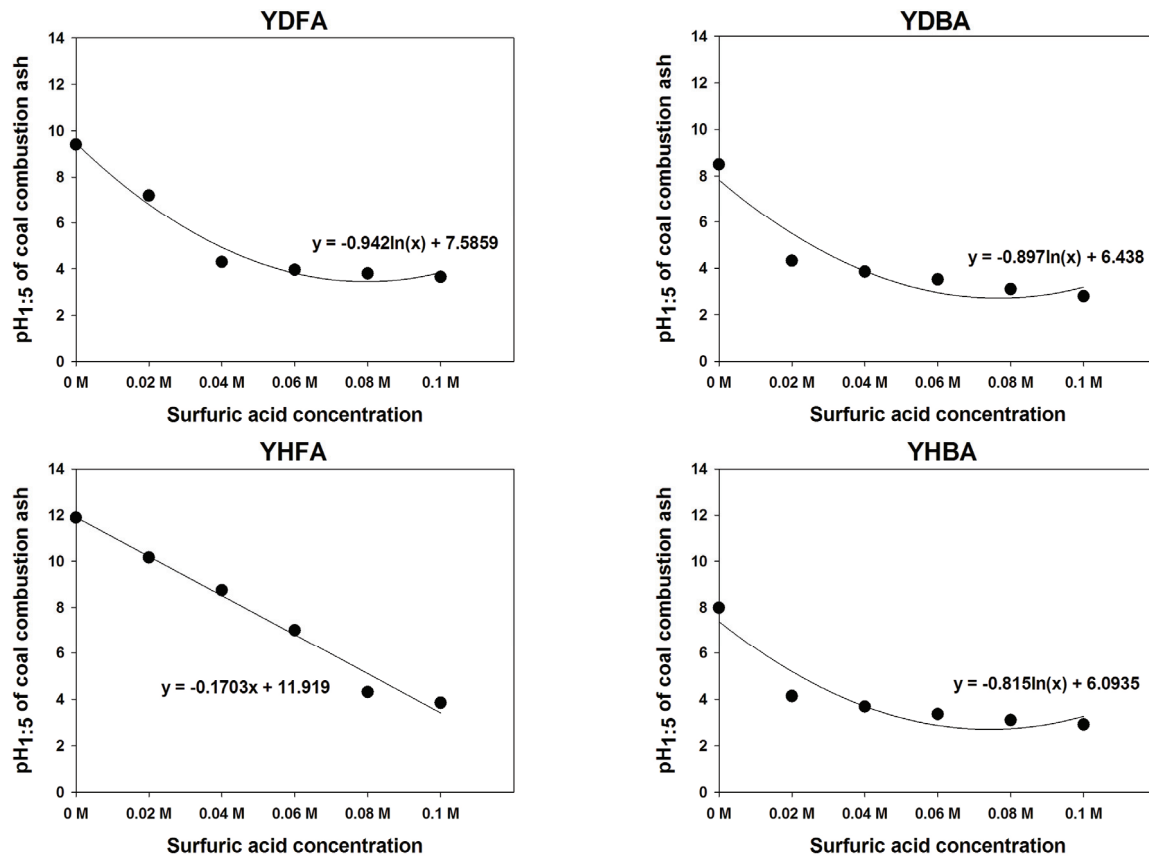 YDFA
pH1:5 of coal combustion ash
14
12
10
8
6
4
2
0
y = -0.942ln(x) + 7.5859
0 M 0.02 M 0.04 M 0.06 M 0.08 M 0.1 M
Surfuric acid concentration
YDBA
pH1:5 of coal combustion ash
14
12
10
8
6
4
2
0
y = -0.897ln(x) + 6.438
0 M 0.02 M 0.04 M 0.06 M 0.08 M 0.1 M
Surfuric acid concentration
YHFA
pH1:5 of coal combustion ash
14
12
10
8
6
4
2
0
y = -0.1703x + 11.919
0 M 0.02 M 0.04 M 0.06 M 0.08 M 0.1 M
Surfuric acid concentration
YHBA
pH1:5 of coal combustion ash
14
12
10
8
6
4
2
0
y = -0.815ln(x) + 6.0935
0 M 0.02 M 0.04 M 0.06 M 0.08 M 0.1 M
Surfuric acid concentration